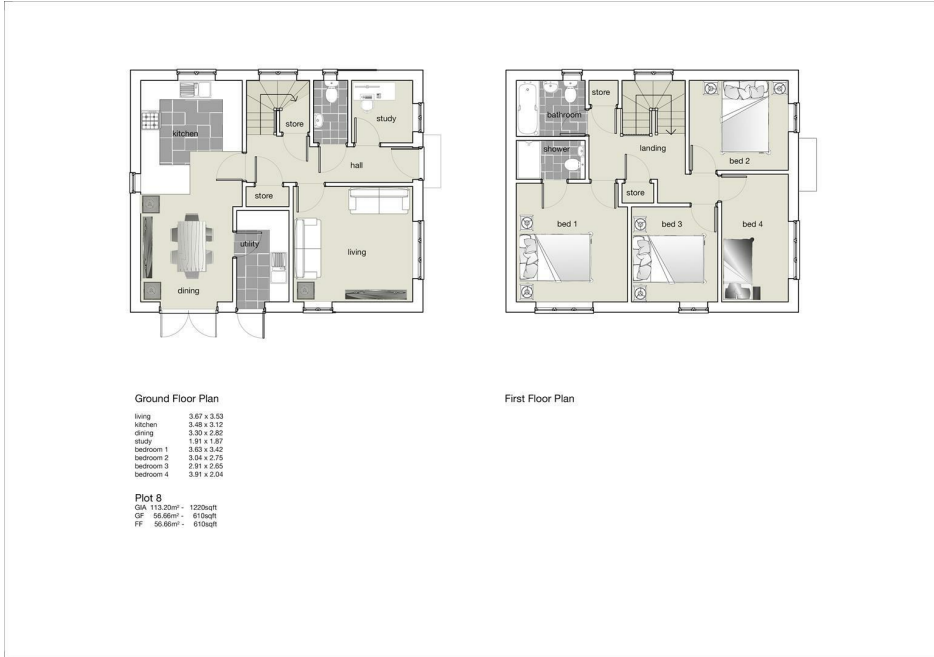 kitchen
store
study
hall
store
utility
living
dining
bathroom
store
landing
bed 2
shower
store
bed 1
bed 3
bed 4
Ground Floor Plan
living 3.67 x 3.53
kitchen 3.48 x 3.12
dining 3.30 x 2.82
study 1.91 x 1.87
bedroom 1 3.63 x 3.42
bedroom 2 3.04 x 2.75
bedroom 3 2.91 x 2.65
bedroom 4 3.91 x 2.04
Plot 8
GIA 113.20m² - 1220sqft
GF 56.66m² - 610sqft
FF 56.66m² - 610sqft
First Floor Plan